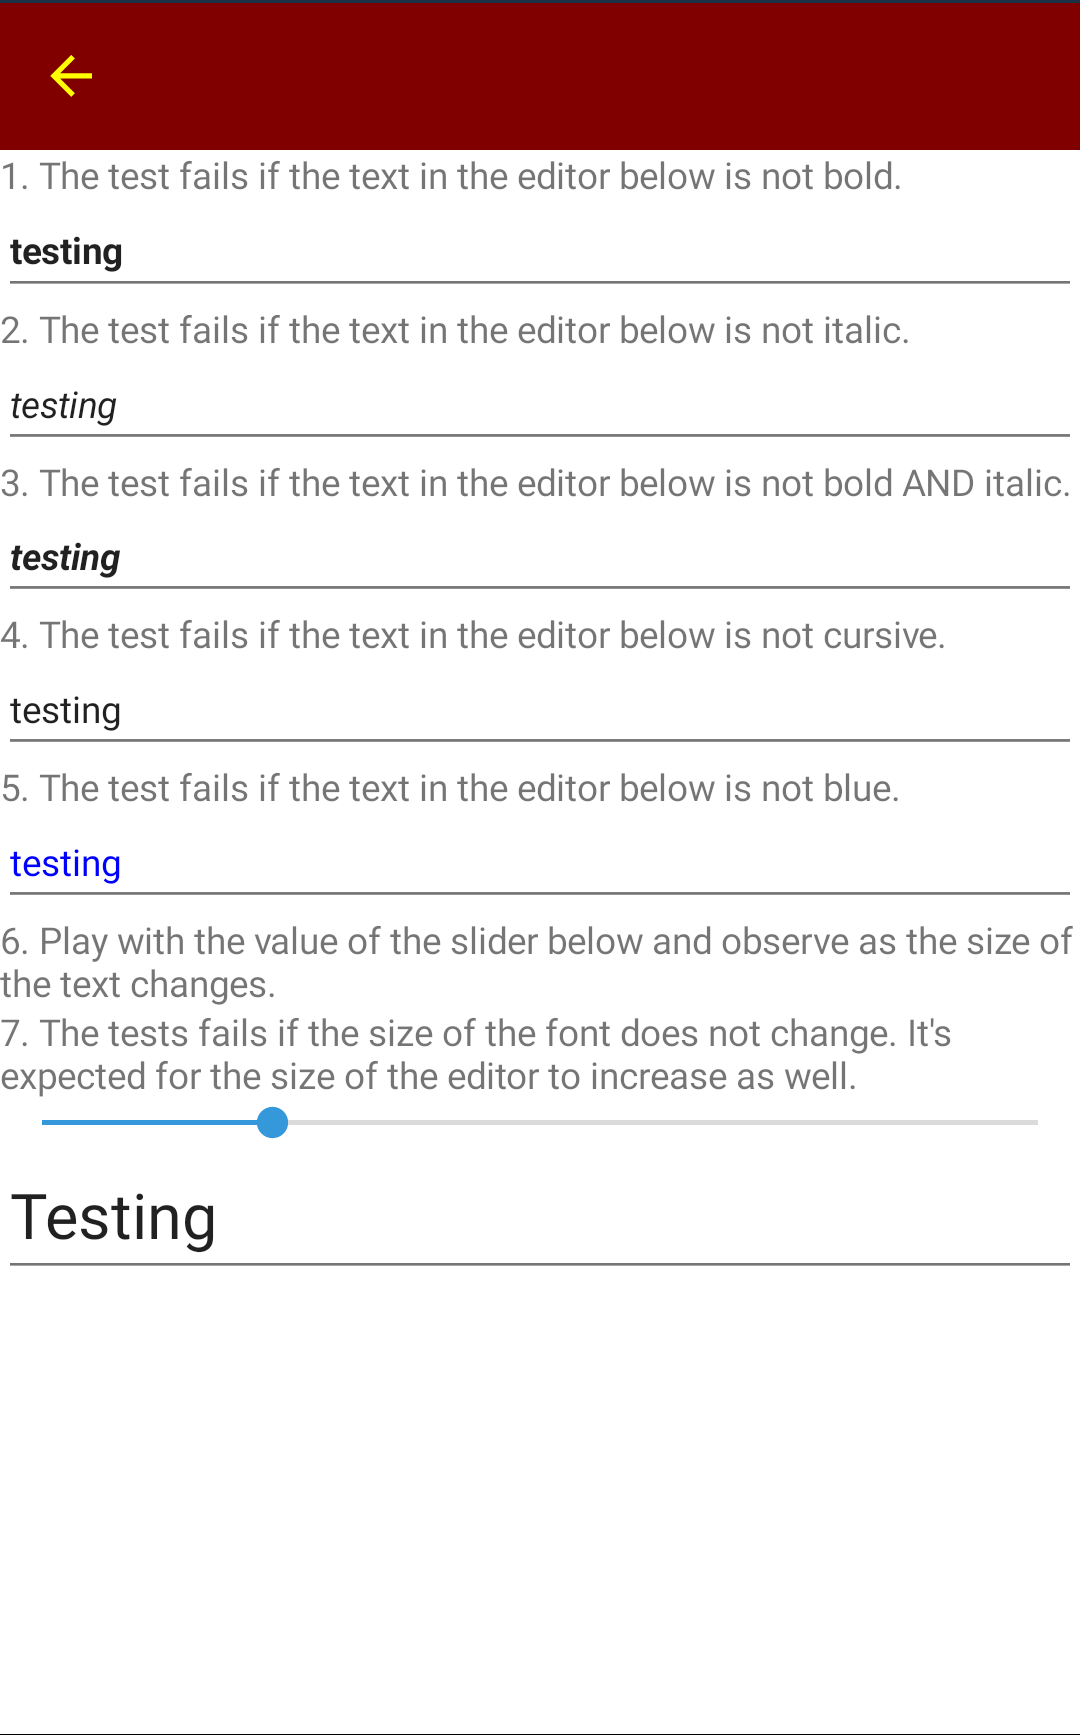 1. The test fails if the text in the editor below is not bold.
testing
2. The test fails if the text in the editor below is not italic.
testing
3. The test fails if the text in the editor below is not bold AND italic.
testing
4. The test fails if the text in the editor below is not cursive.
testing
5. The test fails if the text in the editor below is not blue.
testing
6. Play with the value of the slider below and observe as the size of
the text changes.
7. The tests fails if the size of the font does not change. It's
expected for the size of the editor to increase as well.
Testing